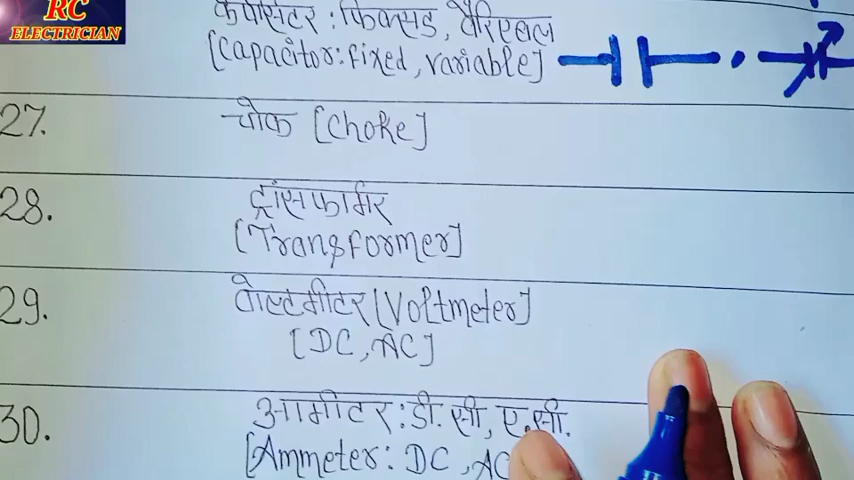 RC
ELECTRICIAN
कैपेसिटर : फिक्सड, वैरिएबल
[Capacitor: Fixed, variable]
27. चोक [Choke]
28. ट्रांसफार्मर
[Transformer]
29. वोल्टमीटर [Voltmeter]
[DC, AC]
30. आमीटर : डी. सी, ए. सी.
[Ammeter : DC, AC